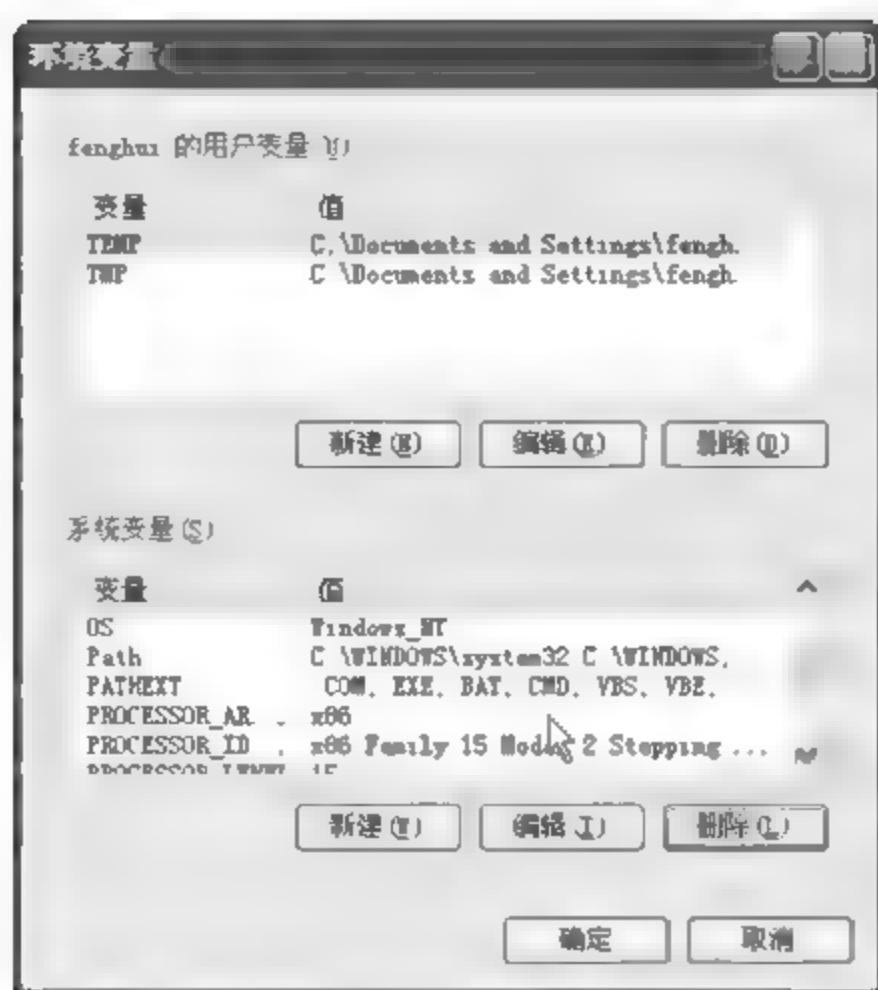 环境变量
fenghui 的用户变量(U)
变量 值
TEMP C:\Documents and Settings\fengh.
TMP C:\Documents and Settings\fengh
新建(N) 编辑(E) 删除(D)
系统变量(S)
变量 值
OS Windows_NT
Path C:\WINDOWS\system32 C:\WINDOWS,
PATHEXT .COM, EXE, BAT, CMD, VBS, VBE,
PROCESSOR_AR... x86
PROCESSOR_ID... x86 Family 15 Model 2 Stepping ...
PROCESSOR_LEVEL 15
新建(W) 编辑(I) 删除(L)
确定 取消